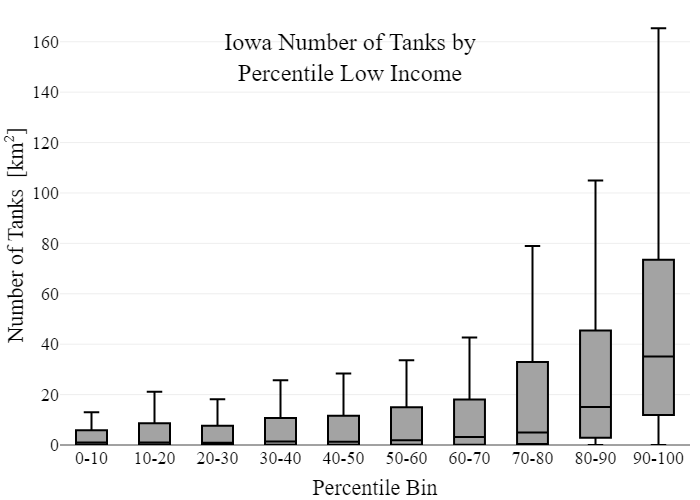 Iowa Number of Tanks by
Percentile Low Income
Number of Tanks [km²]
160
140
120
100
80
60
40
20
0
0-10 10-20 20-30 30-40 40-50 50-60 60-70 70-80 80-90 90-100
Percentile Bin